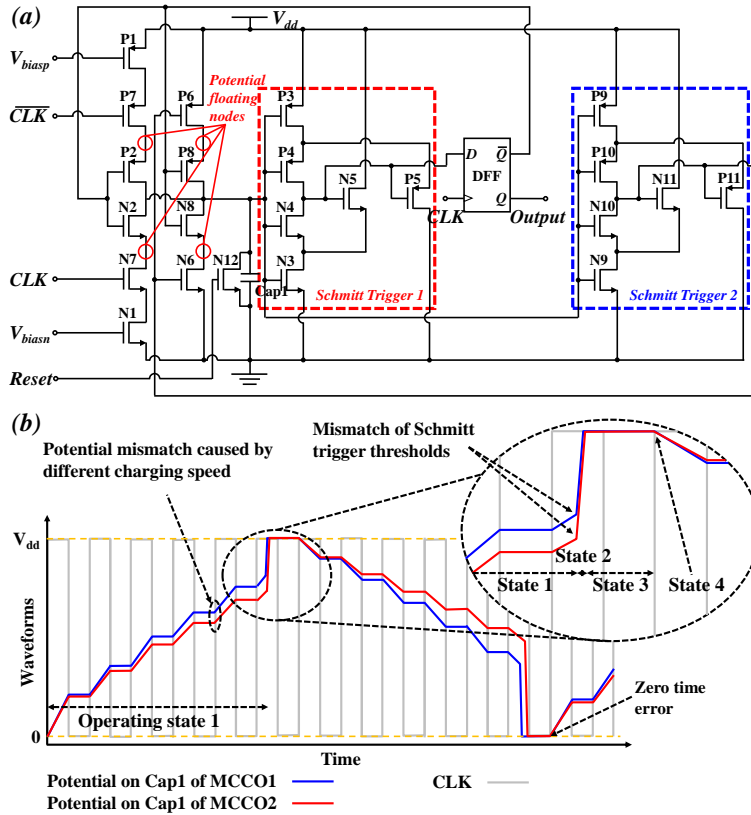 (a)
V_dd
P1
V_biasp
Potential
floating
nodes
P7
P6
CLK
P3
P9
P2
P8
P4
P10
D
Q
DFF
Q
N5
P5
N11
P11
N2
N8
N4
N10
CLK
Output
CLK
N7
N6
N12
Cap1
N3
N9
Schmitt Trigger 1
Schmitt Trigger 2
N1
V_biasn
Reset
(b)
Potential mismatch caused by
different charging speed
Mismatch of Schmitt
trigger thresholds
V_dd
State 2
State 1
State 3
State 4
Waveforms
Operating state 1
Zero time
error
0
Time
Potential on Cap1 of MCCO1
CLK
Potential on Cap1 of MCCO2